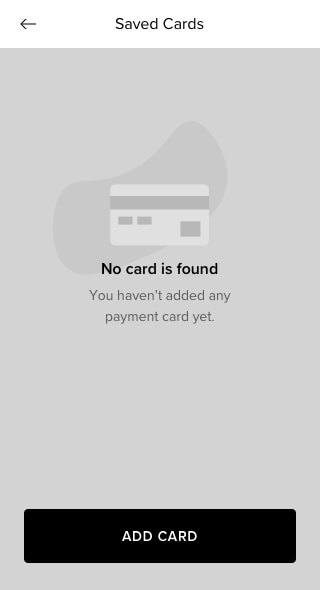 Saved Cards
No card is found
You haven't added any
payment card yet.
ADD CARD